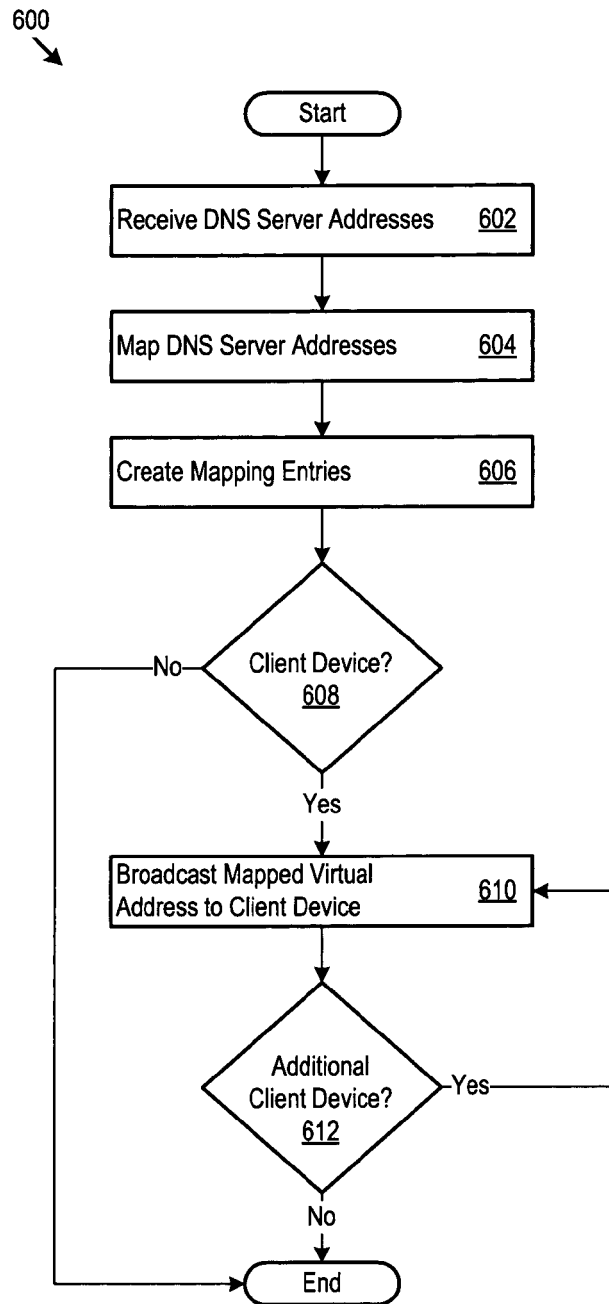 600
Start
Receive DNS Server Addresses 602
Map DNS Server Addresses 604
Create Mapping Entries 606
Client Device?
608
No
Yes
Broadcast Mapped Virtual
Address to Client Device 610
Additional
Client Device?
612
Yes
No
End